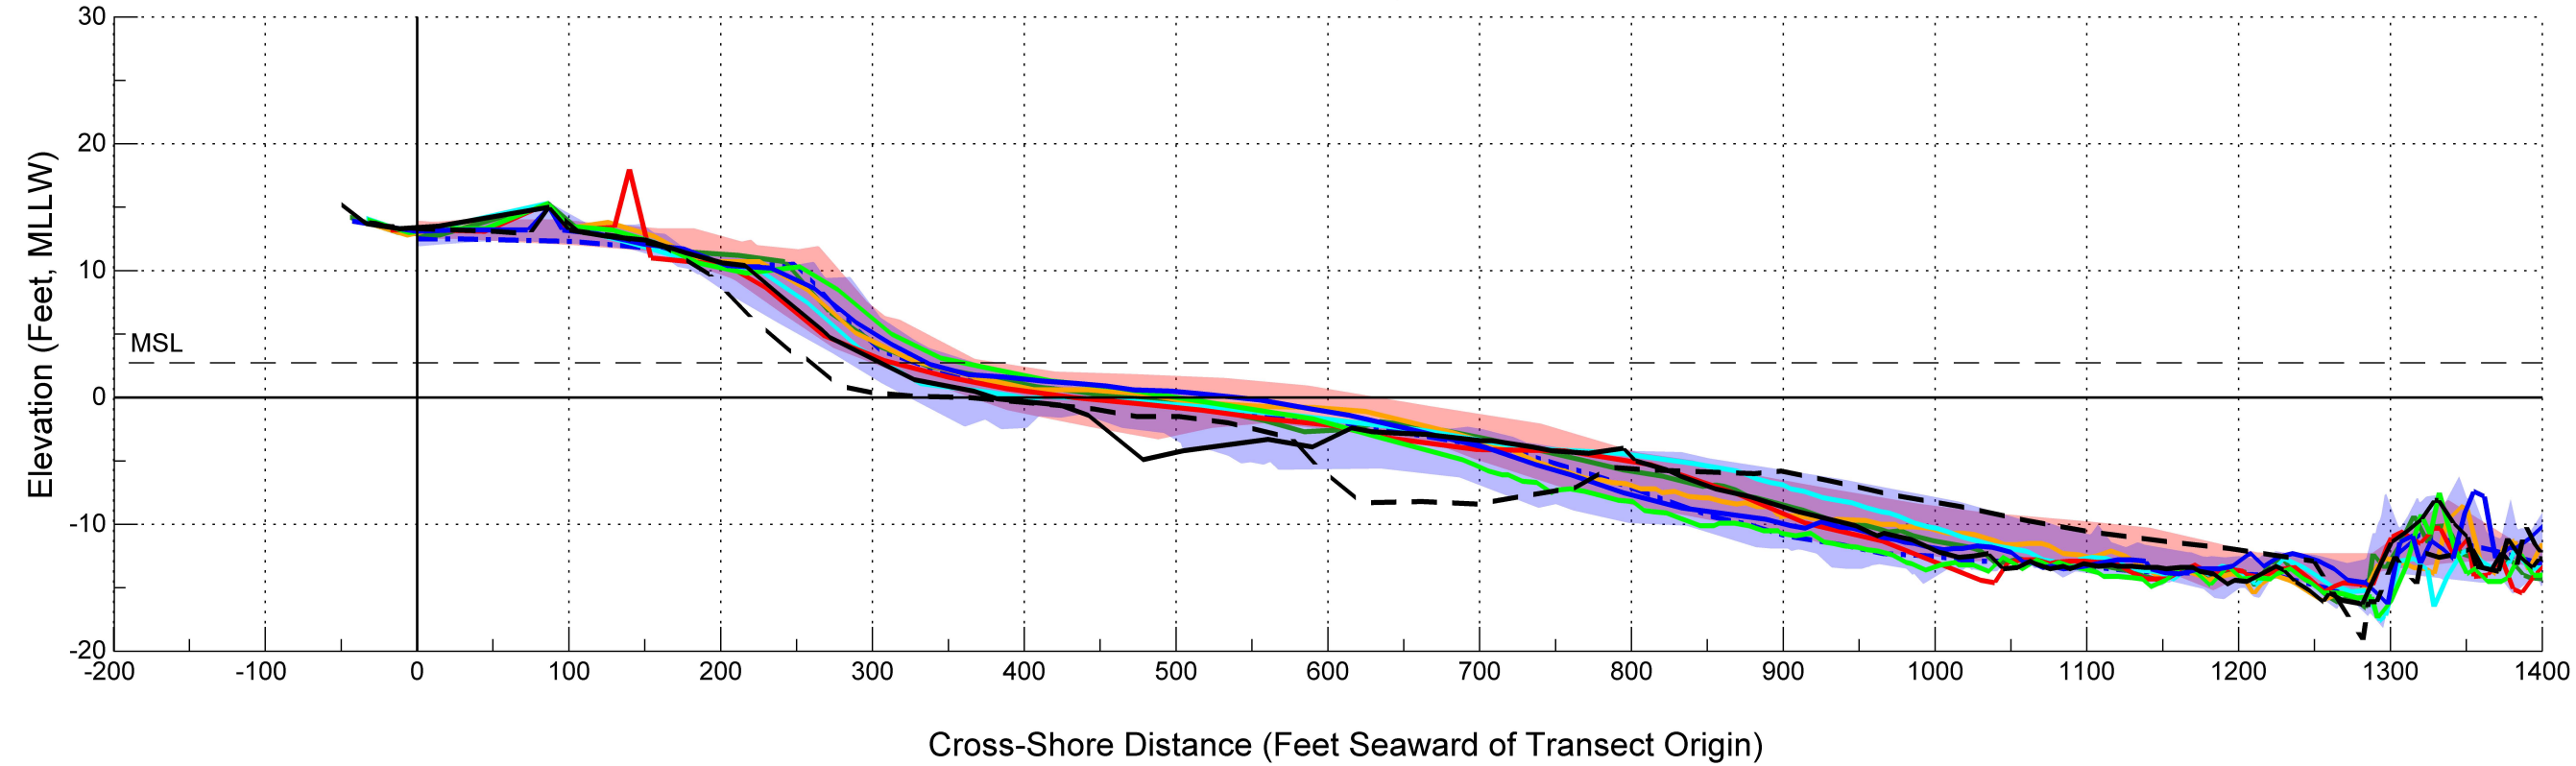 30
20
10
0
-10
-20
Elevation (Feet, MLLW)
MSL
-200 -100 0 100 200 300 400 500 600 700 800 900 1000 1100 1200 1300 1400
Cross-Shore Distance (Feet Seaward of Transect Origin)